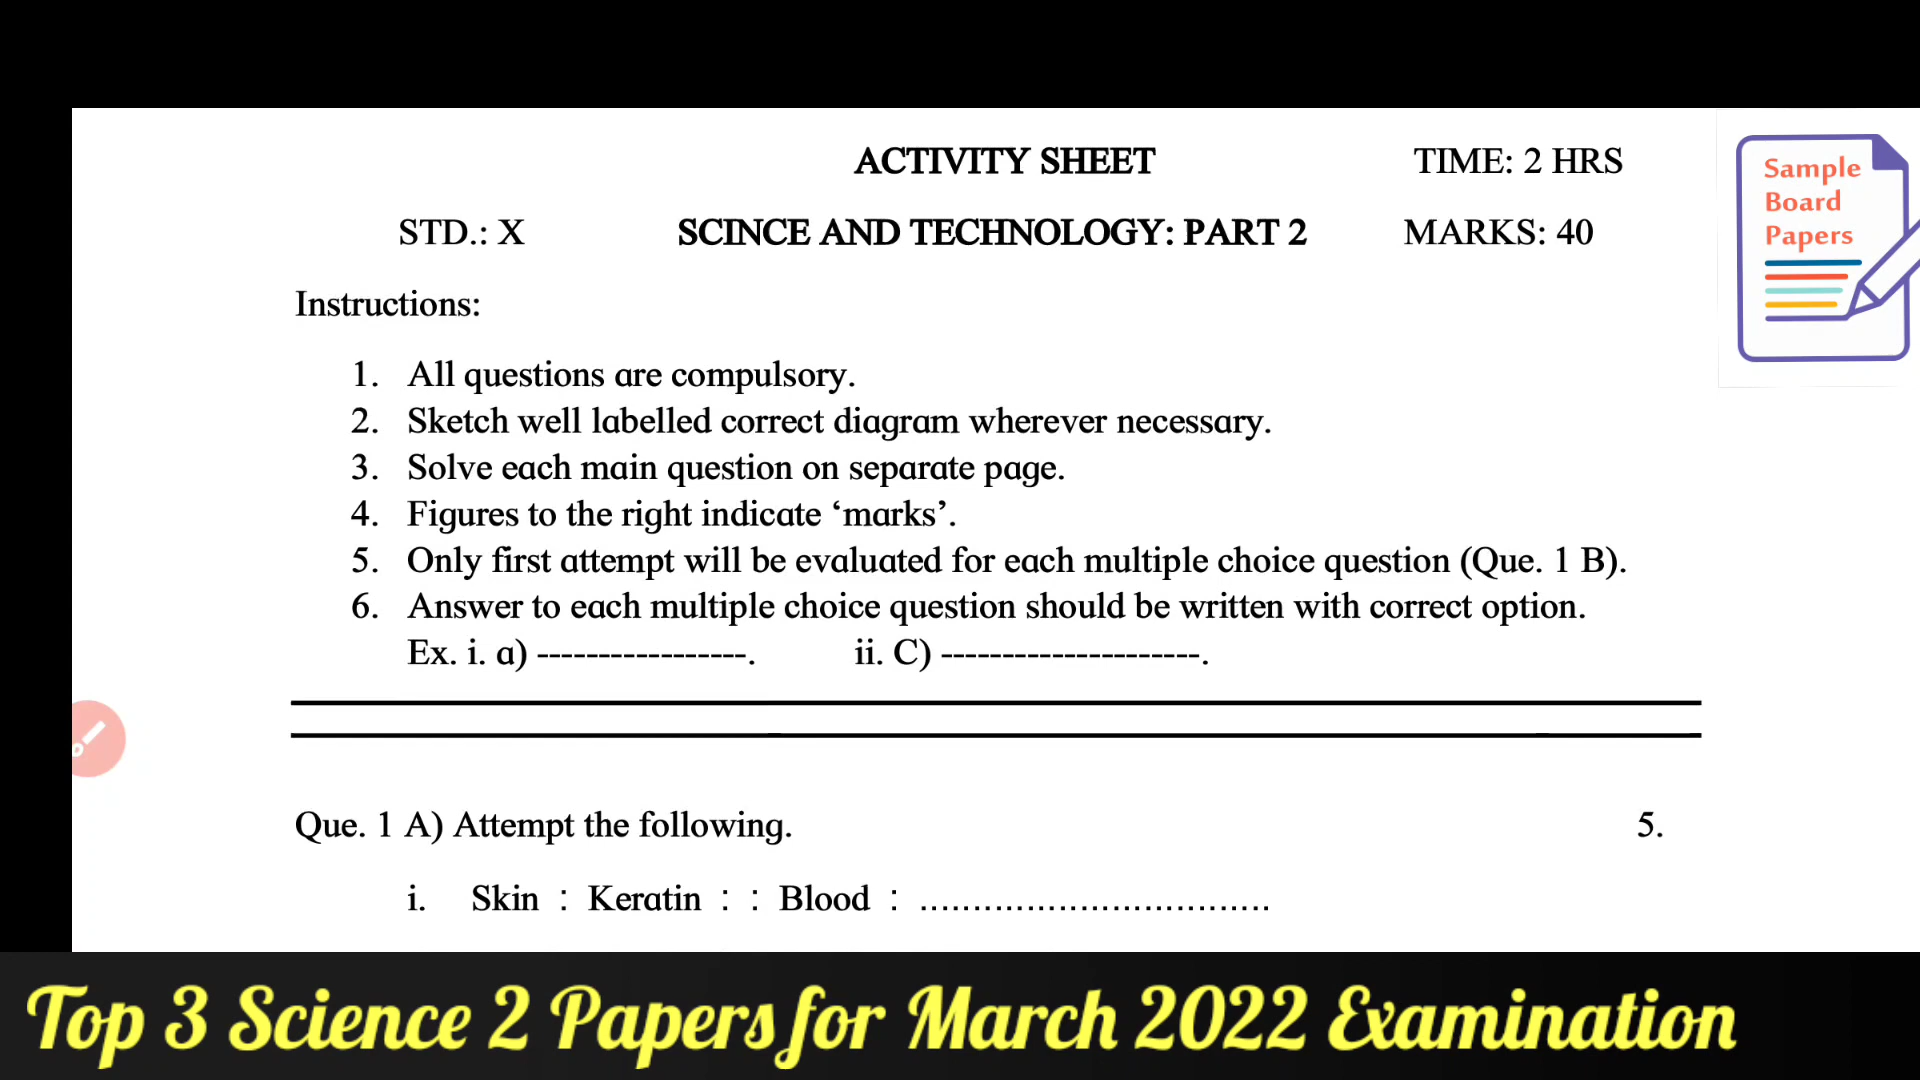 ACTIVITY SHEET TIME: 2 HRS
STD.: X SCINCE AND TECHNOLOGY: PART 2 MARKS: 40
Sample
Board
Papers
Instructions:
1. All questions are compulsory.
2. Sketch well labelled correct diagram wherever necessary.
3. Solve each main question on separate page.
4. Figures to the right indicate ‘marks’.
5. Only first attempt will be evaluated for each multiple choice question (Que. 1 B).
6. Answer to each multiple choice question should be written with correct option.
Ex. i. a) -----------------. ii. C) ---------------------.
Que. 1 A) Attempt the following. 5.
i. Skin : Keratin : : Blood : .................................
Top 3 Science 2 Papers for March 2022 Examination